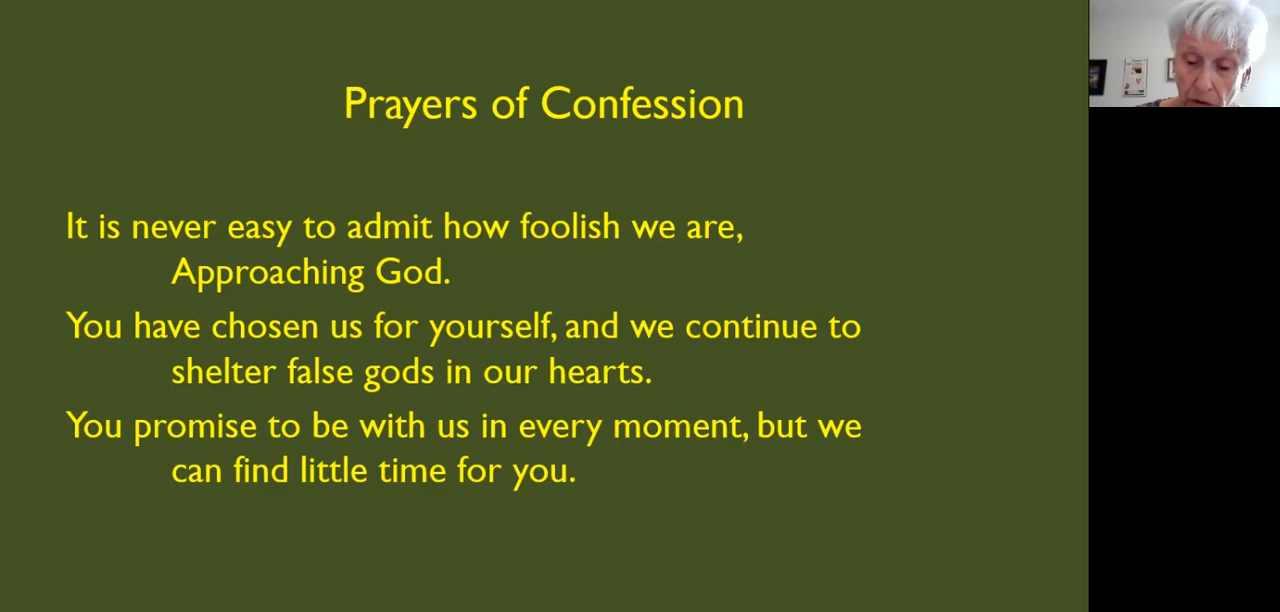 Prayers of Confession
It is never easy to admit how foolish we are,
Approaching God.
You have chosen us for yourself, and we continue to
shelter false gods in our hearts.
You promise to be with us in every moment, but we
can find little time for you.